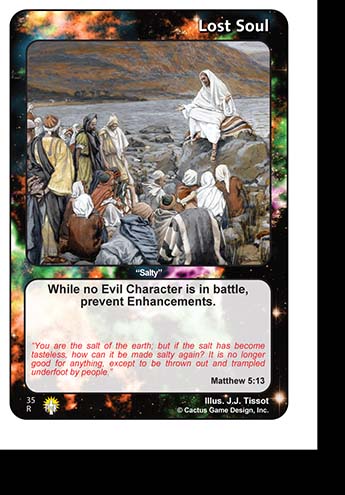 Lost Soul
"Salty"
While no Evil Character is in battle,
prevent Enhancements.
"You are the salt of the earth; but if the salt has become
tasteless, how can it be made salty again? It is no longer
good for anything, except to be thrown out and trampled
underfoot by people."
Matthew 5:13
35
R
Illus. J.J. Tissot
© Cactus Game Design, Inc.